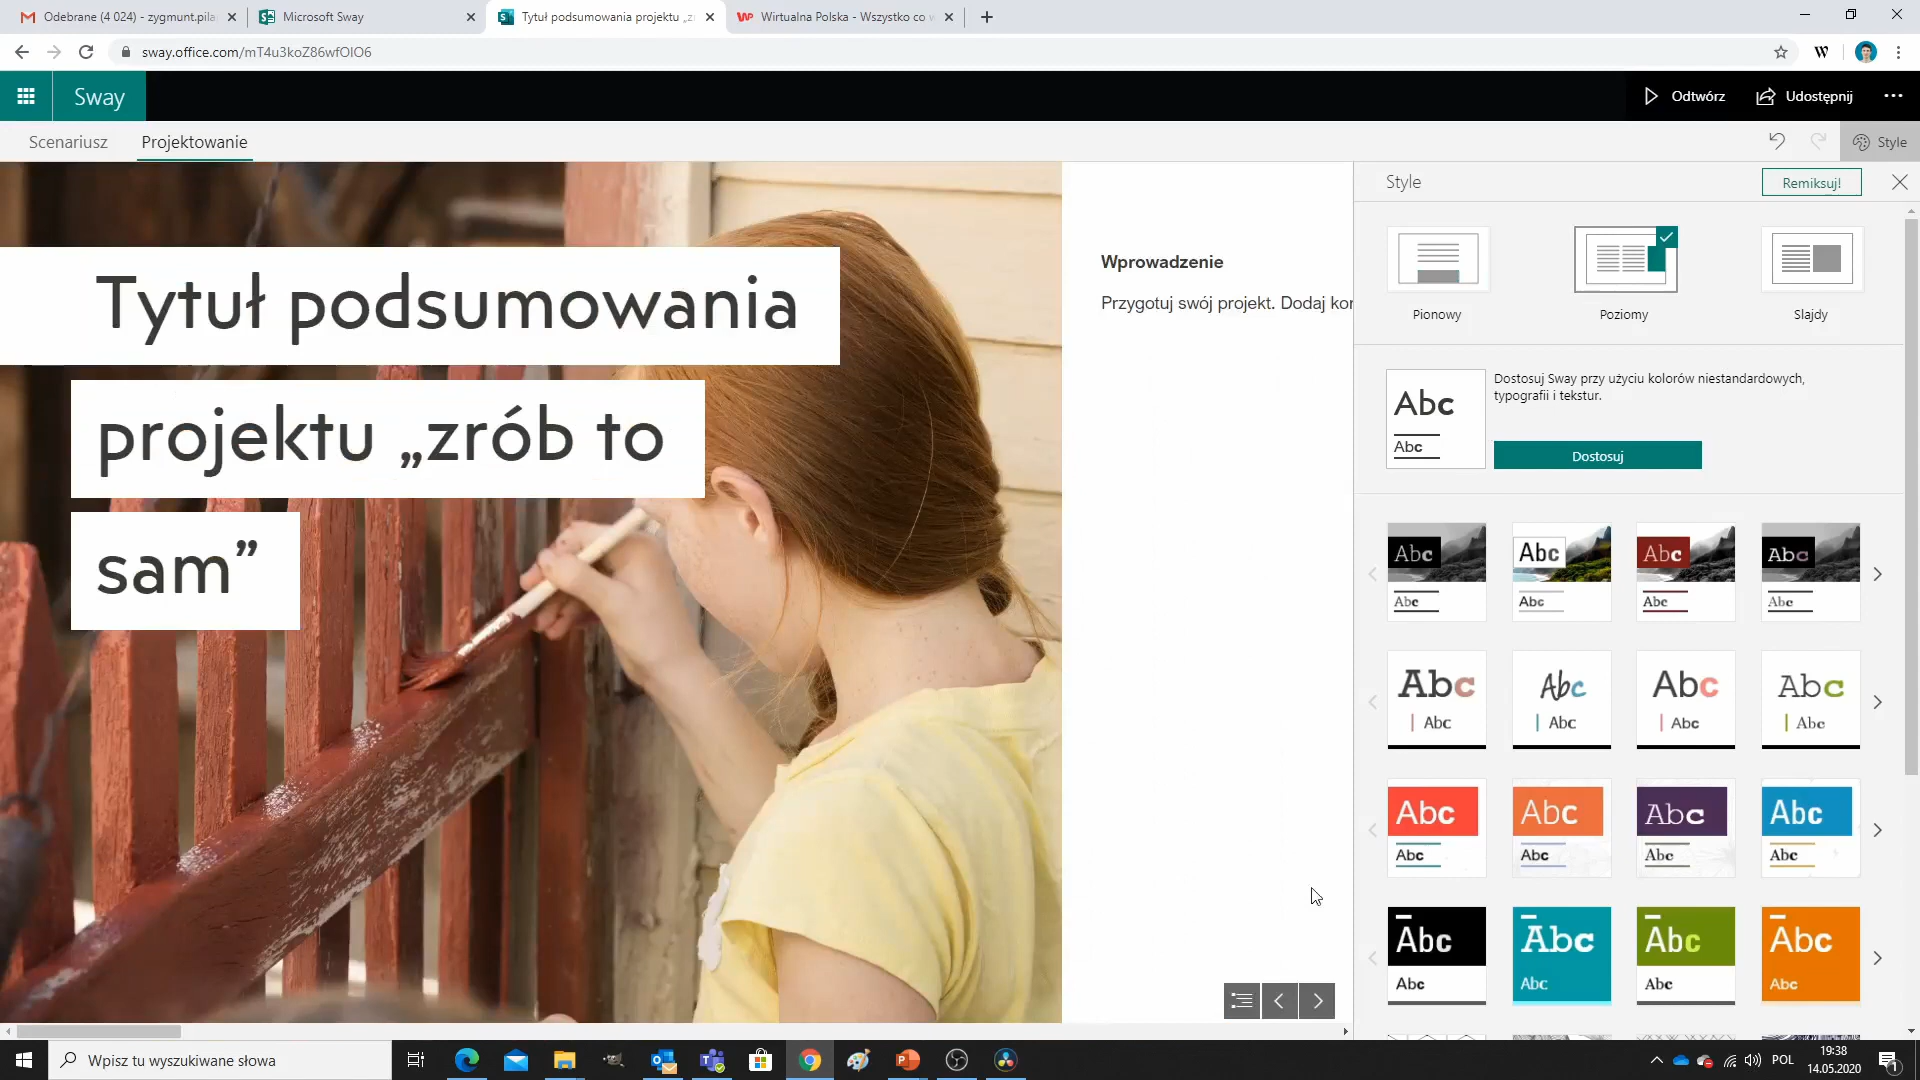 Odebrane (4 024) - zygmunt.pila
Microsoft Sway
Tytuł podsumowania projektu „z
Wirtualna Polska - Wszystko co w
sway.office.com/mT4u3koZ86wfOIO6
W
Sway
Odtwórz
Udostępnij
Scenariusz
Projektowanie
Style
Style
Remiksuj!
Tytuł podsumowania
projektu „zrób to
sam”
Wprowadzenie
Przygotuj swój projekt. Dodaj kor
Pionowy
Poziomy
Slajdy
Abc
Abc
Dostosuj Sway przy użyciu kolorów niestandardowych,
typografii i tekstur.
Dostosuj
Abc Abc Abc Abc
Abc Abc Abc Abc
Abc Abc Abc Abc
Abc Abc Abc Abc
Abc Abc Abc Abc
Abc Abc Abc Abc
Abc Abc Abc Abc
Abc Abc Abc Abc
Wpisz tu wyszukiwane słowa
POL
19:38
14.05.2020
1